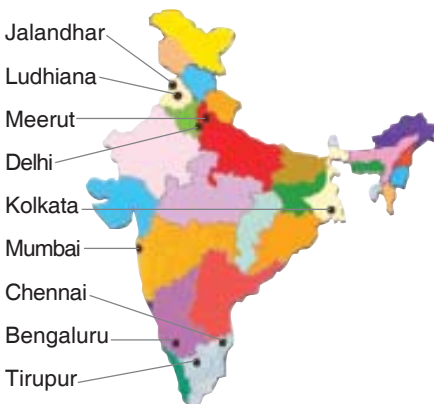 Jalandhar
Ludhiana
Meerut
Delhi
Kolkata
Mumbai
Chennai
Bengaluru
Tirupur